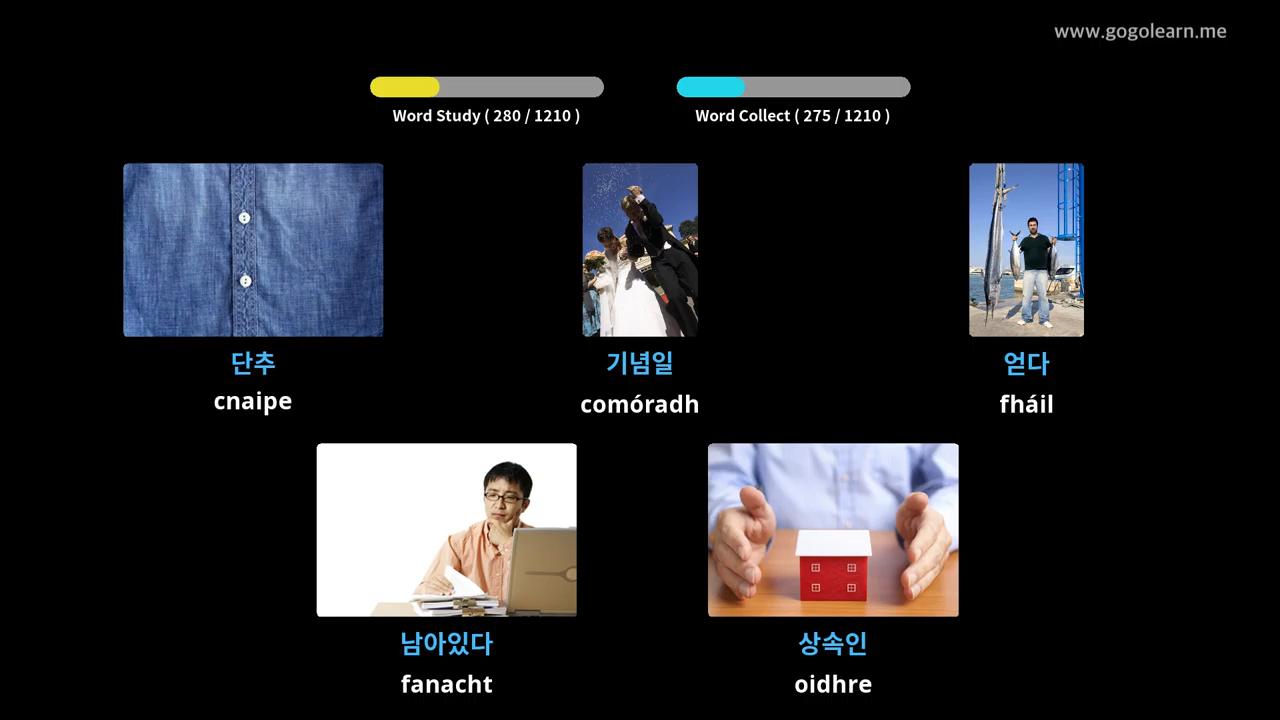 www.gogolearn.me
Word Study ( 280 / 1210 )
Word Collect ( 275 / 1210 )
단추
cnaipe
기념일
comóradh
얻다
fháil
남아있다
fanacht
상속인
oidhre